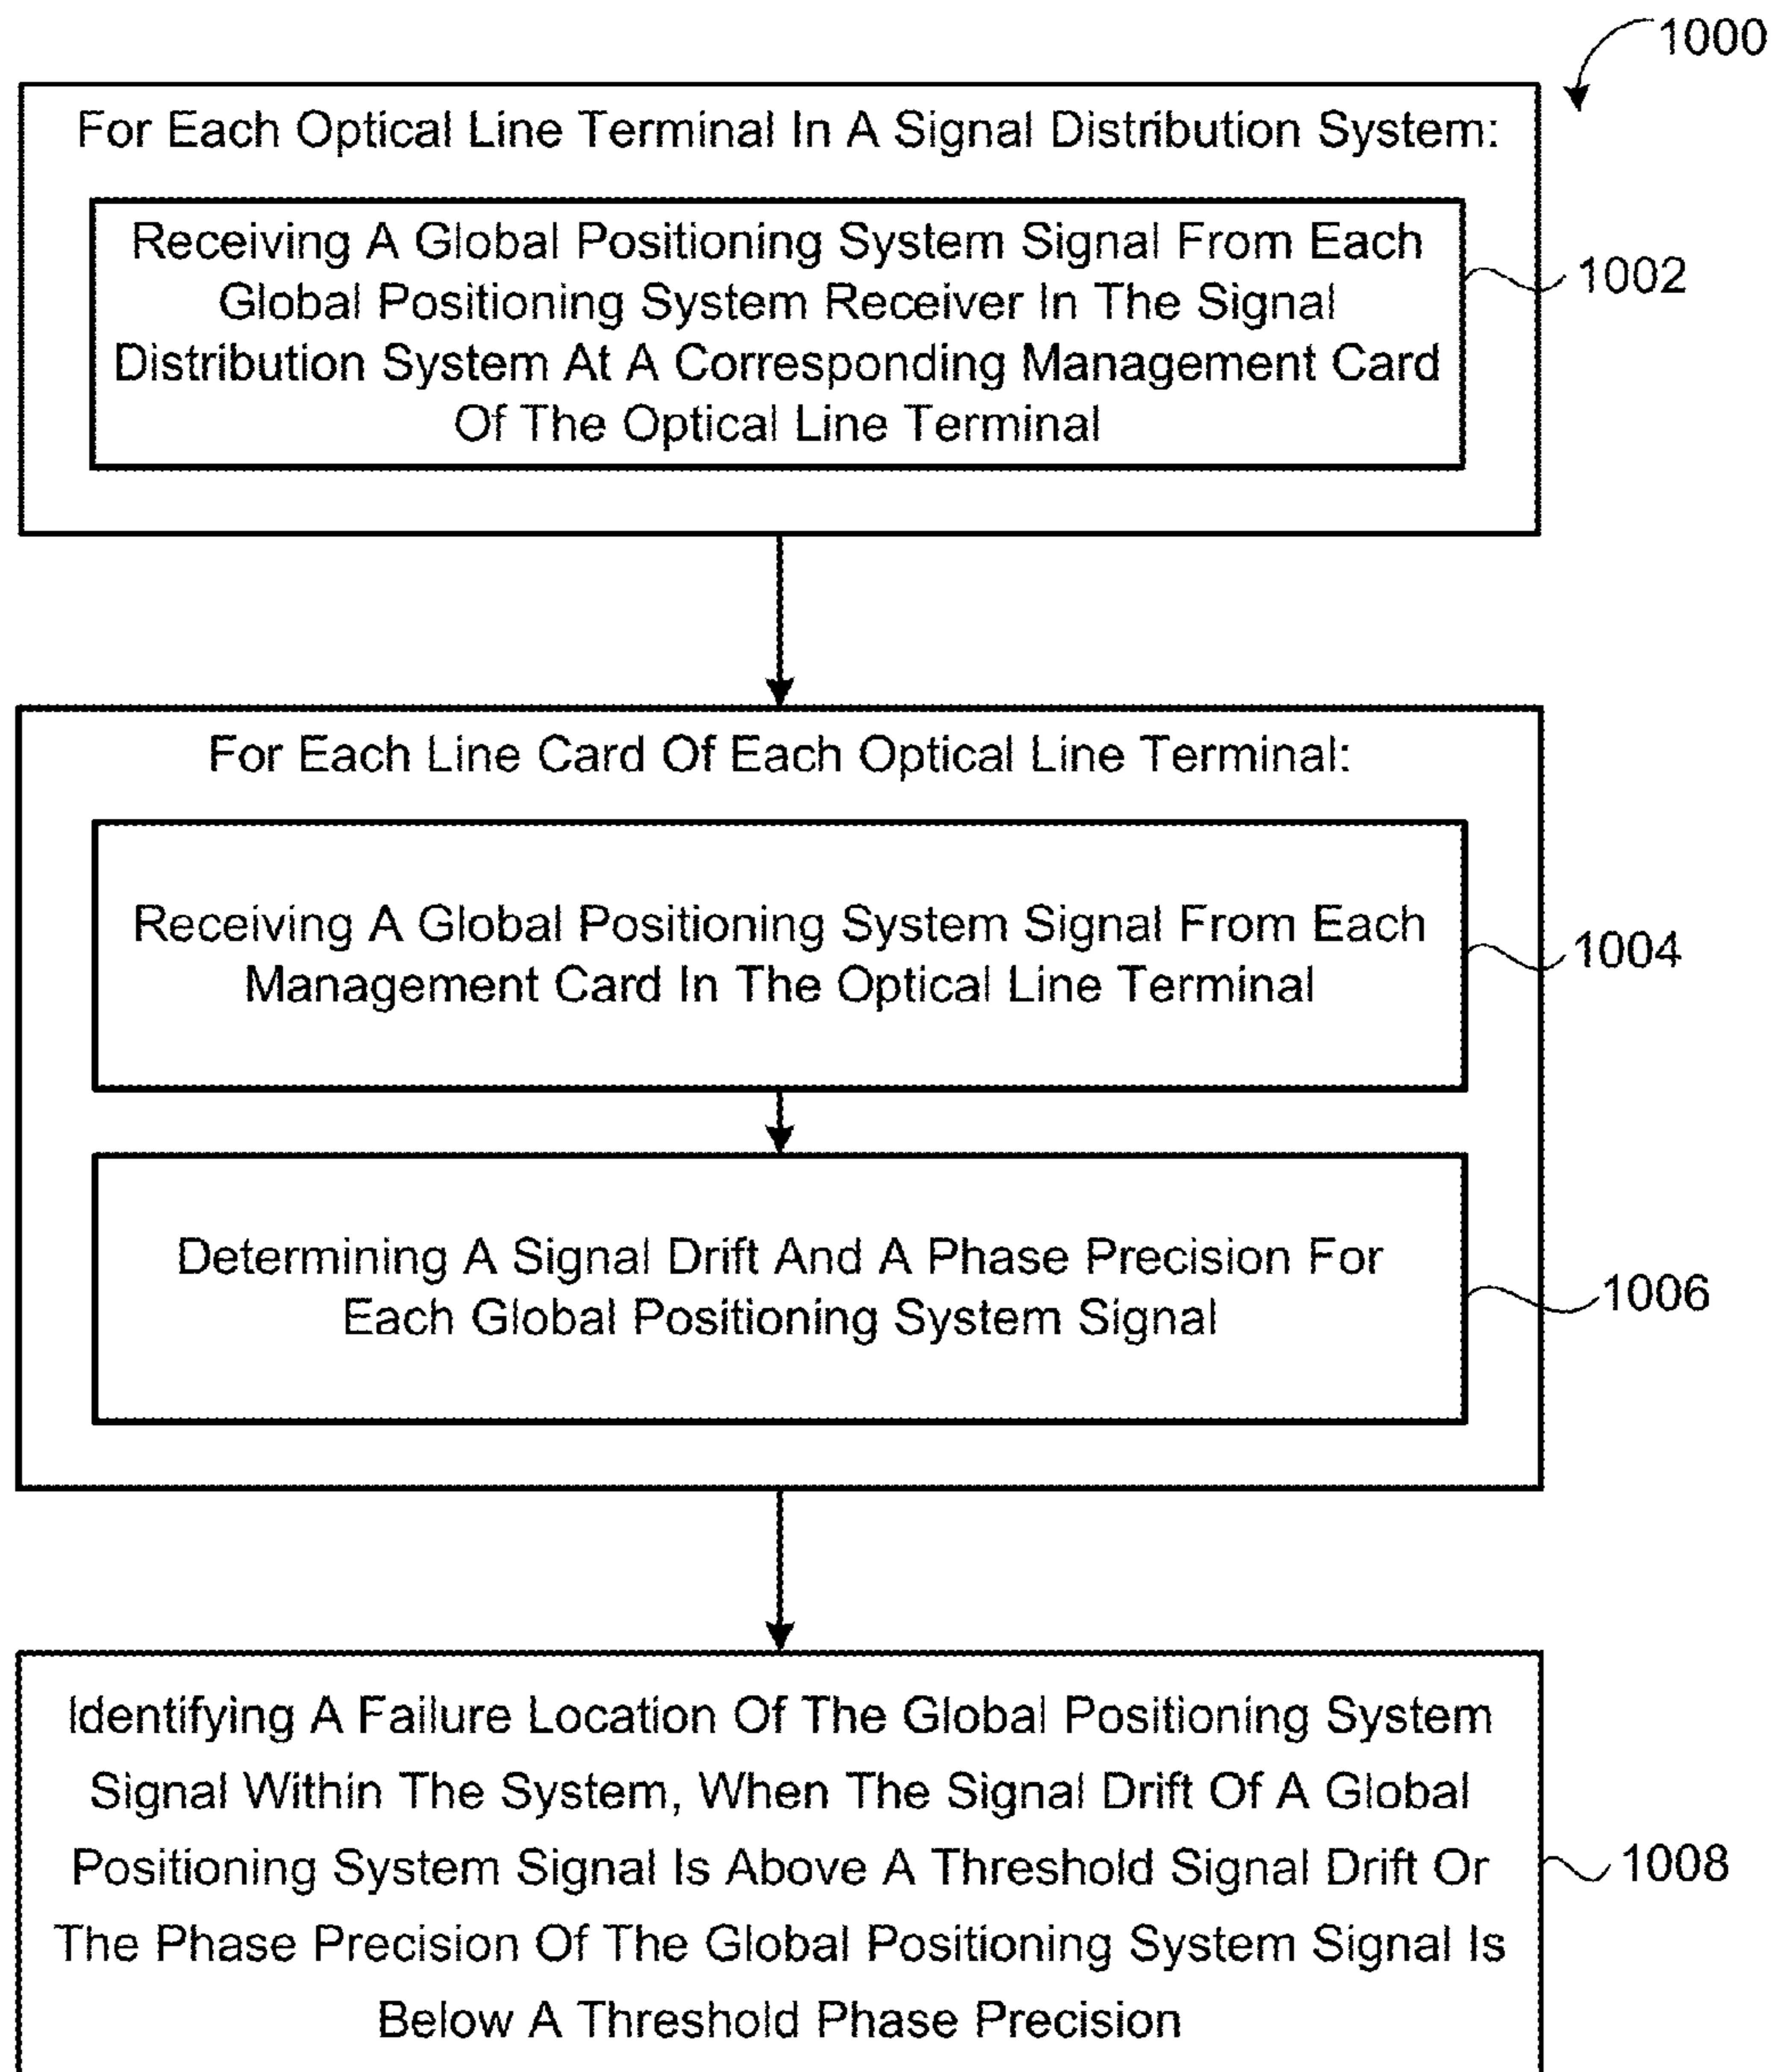 1000
For Each Optical Line Terminal In A Signal Distribution System:
Receiving A Global Positioning System Signal From Each
Global Positioning System Receiver In The Signal
Distribution System At A Corresponding Management Card
Of The Optical Line Terminal
1002
For Each Line Card Of Each Optical Line Terminal:
Receiving A Global Positioning System Signal From Each
Management Card In The Optical Line Terminal
1004
Determining A Signal Drift And A Phase Precision For
Each Global Positioning System Signal
1006
Identifying A Failure Location Of The Global Positioning System
Signal Within The System, When The Signal Drift Of A Global
Positioning System Signal Is Above A Threshold Signal Drift Or
The Phase Precision Of The Global Positioning System Signal Is
Below A Threshold Phase Precision
1008